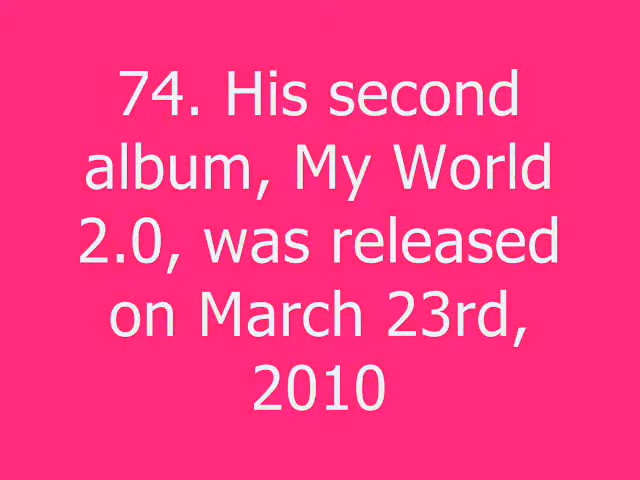 74. His second
album, My World
2.0, was released
on March 23rd,
2010